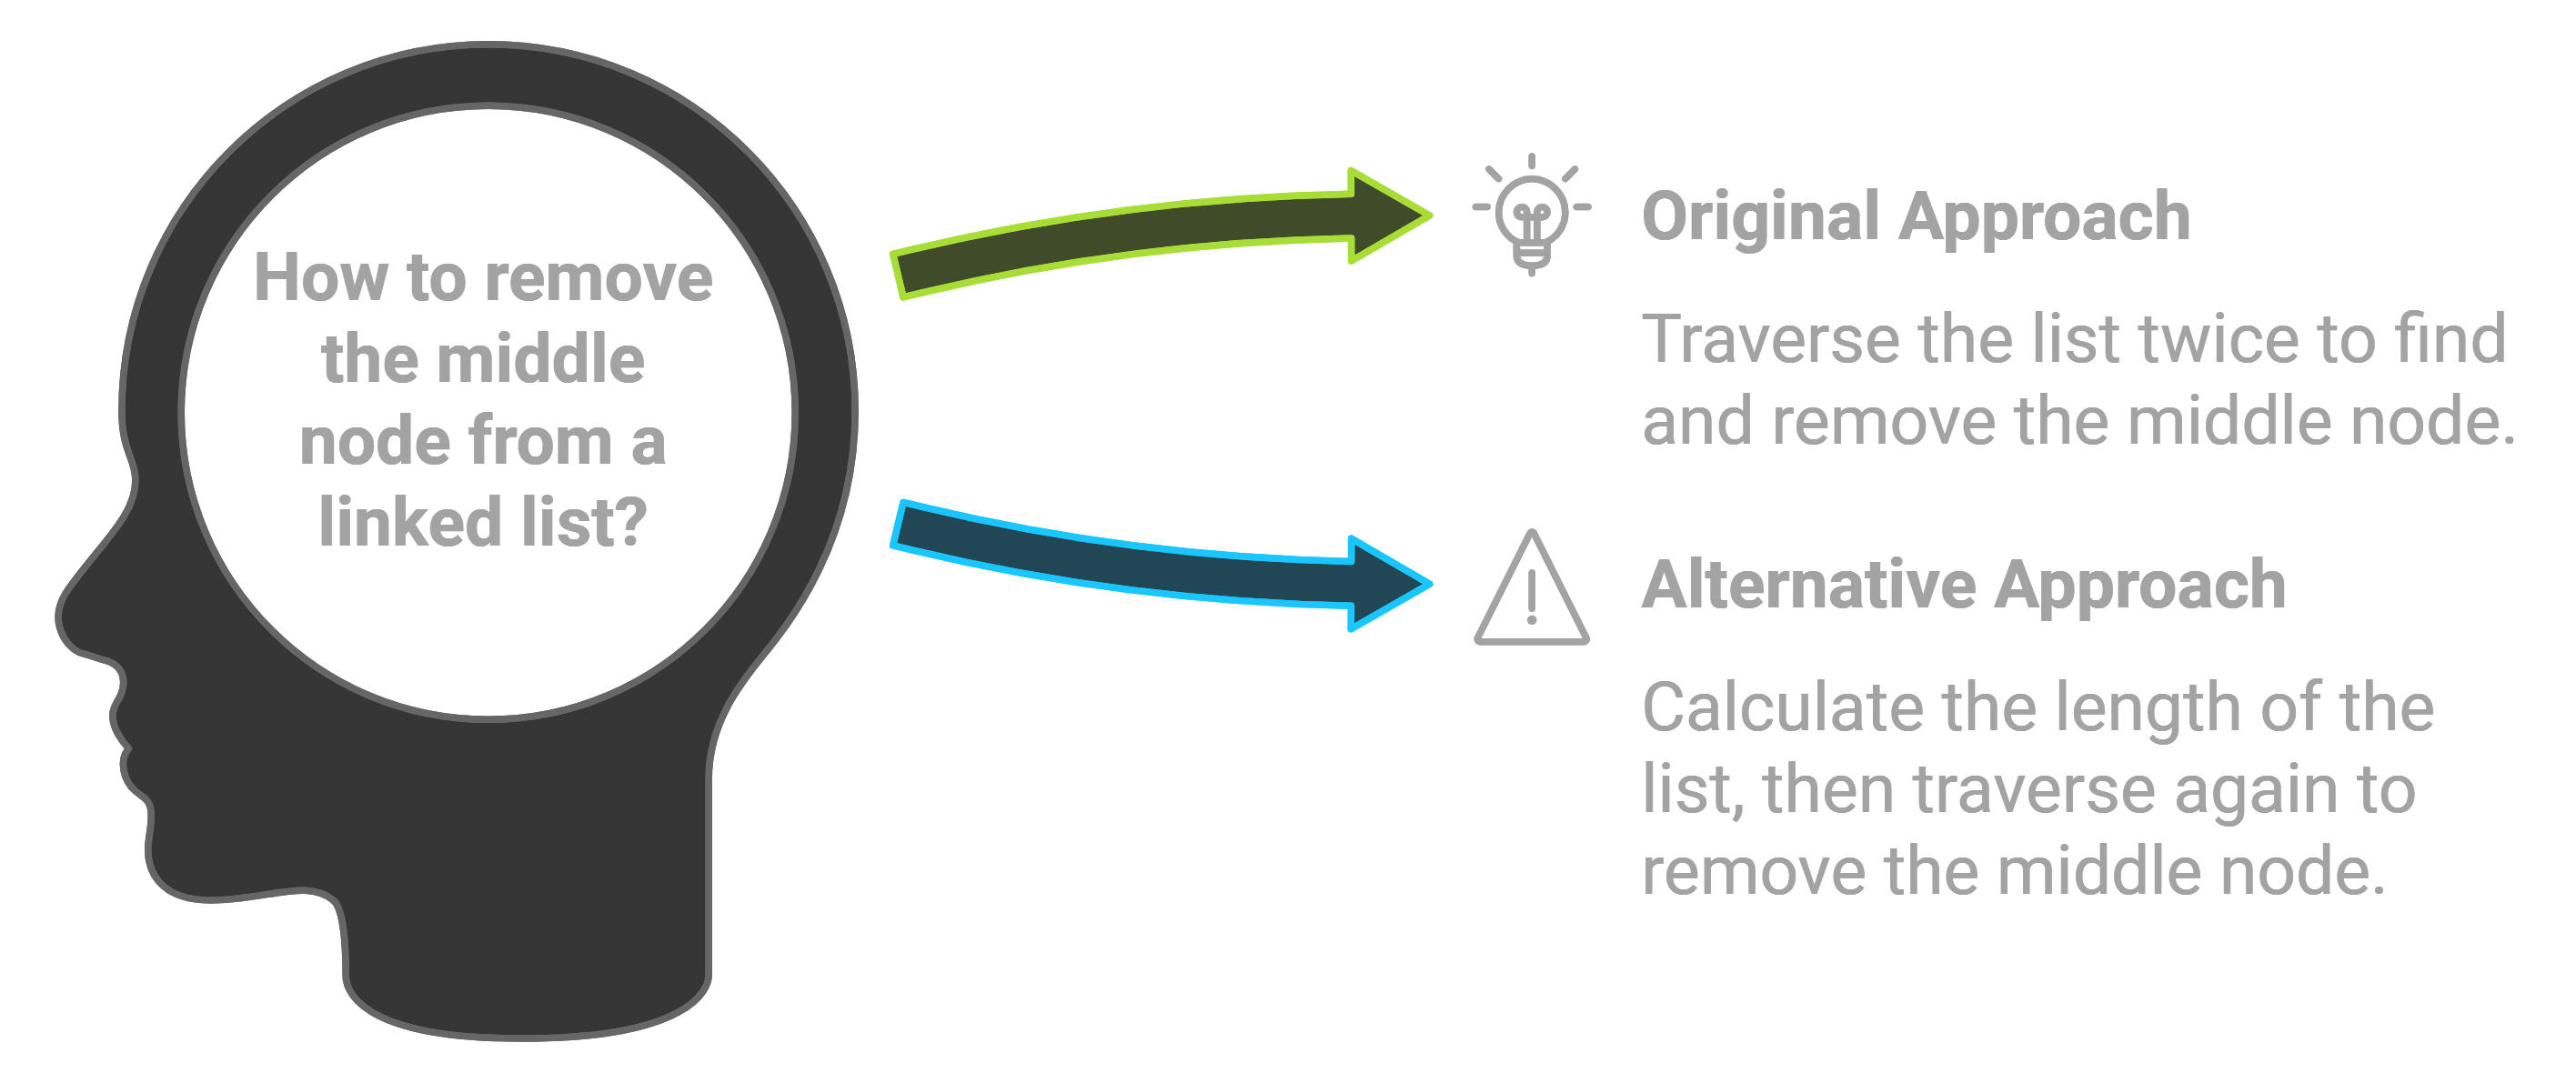 How to remove
the middle
node from a
linked list?
Original Approach
Traverse the list twice to find
and remove the middle node.
Alternative Approach
Calculate the length of the
list, then traverse again to
remove the middle node.